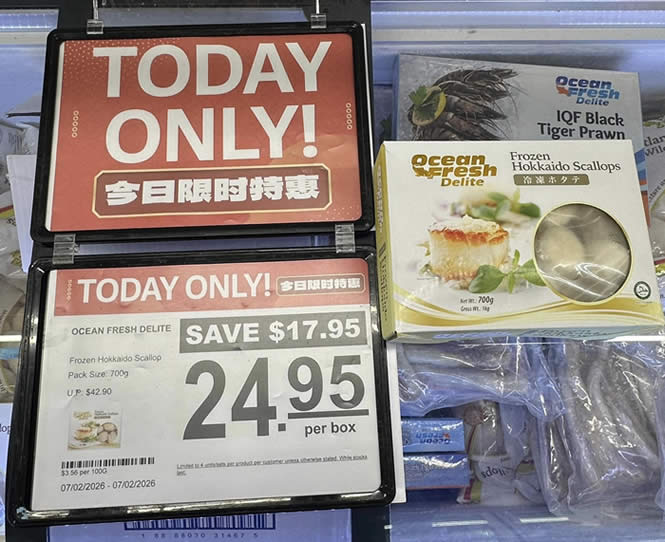 TODAY
ONLY!
今日限时特惠
TODAY ONLY! 今日限时特惠
OCEAN FRESH DELITE
SAVE $17.95
Frozen Hokkaido Scallop
Pack Size: 700g
U.P. $42.90
24.95
per box
$3.56 per 100G
Limited to 4 units/sets per product per customer unless otherwise stated. While stocks
last.
07/02/2026 - 07/02/2026
Ocean
Fresh
Delite
IQF Black
Tiger Prawn
Ocean
Fresh
Delite
Frozen
Hokkaido Scallops
冷凍ホタテ
Net Wt.: 700g
Gross Wt.: 1kg